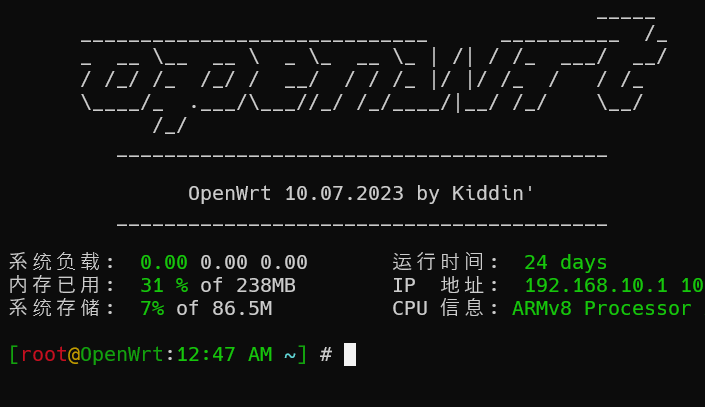 OpenWrt
OpenWrt 10.07.2023 by Kiddin'
系统负载: 0.00 0.00 0.00 运行时间: 24 days
内存已用: 31 % of 238MB IP 地址: 192.168.10.1 10
系统存储: 7% of 86.5M CPU 信息: ARMv8 Processor
[root@OpenWrt:12:47 AM ~] #